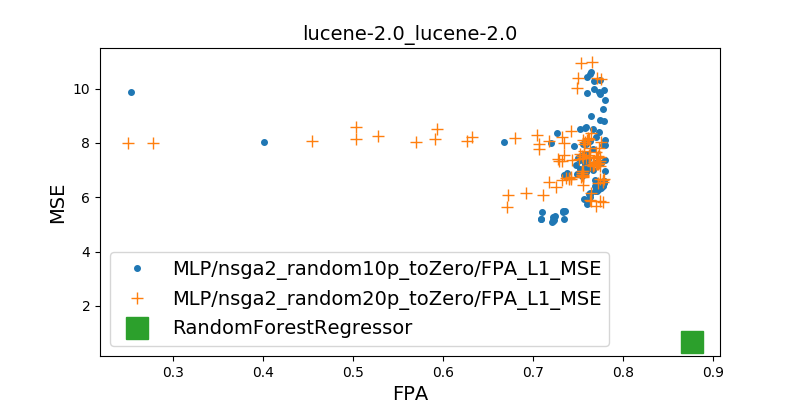 lucene-2.0_lucene-2.0
MSE
10
8
6
4
2
MLP/nsga2_random10p_toZero/FPA_L1_MSE
MLP/nsga2_random20p_toZero/FPA_L1_MSE
RandomForestRegressor
0.3 0.4 0.5 0.6 0.7 0.8 0.9
FPA